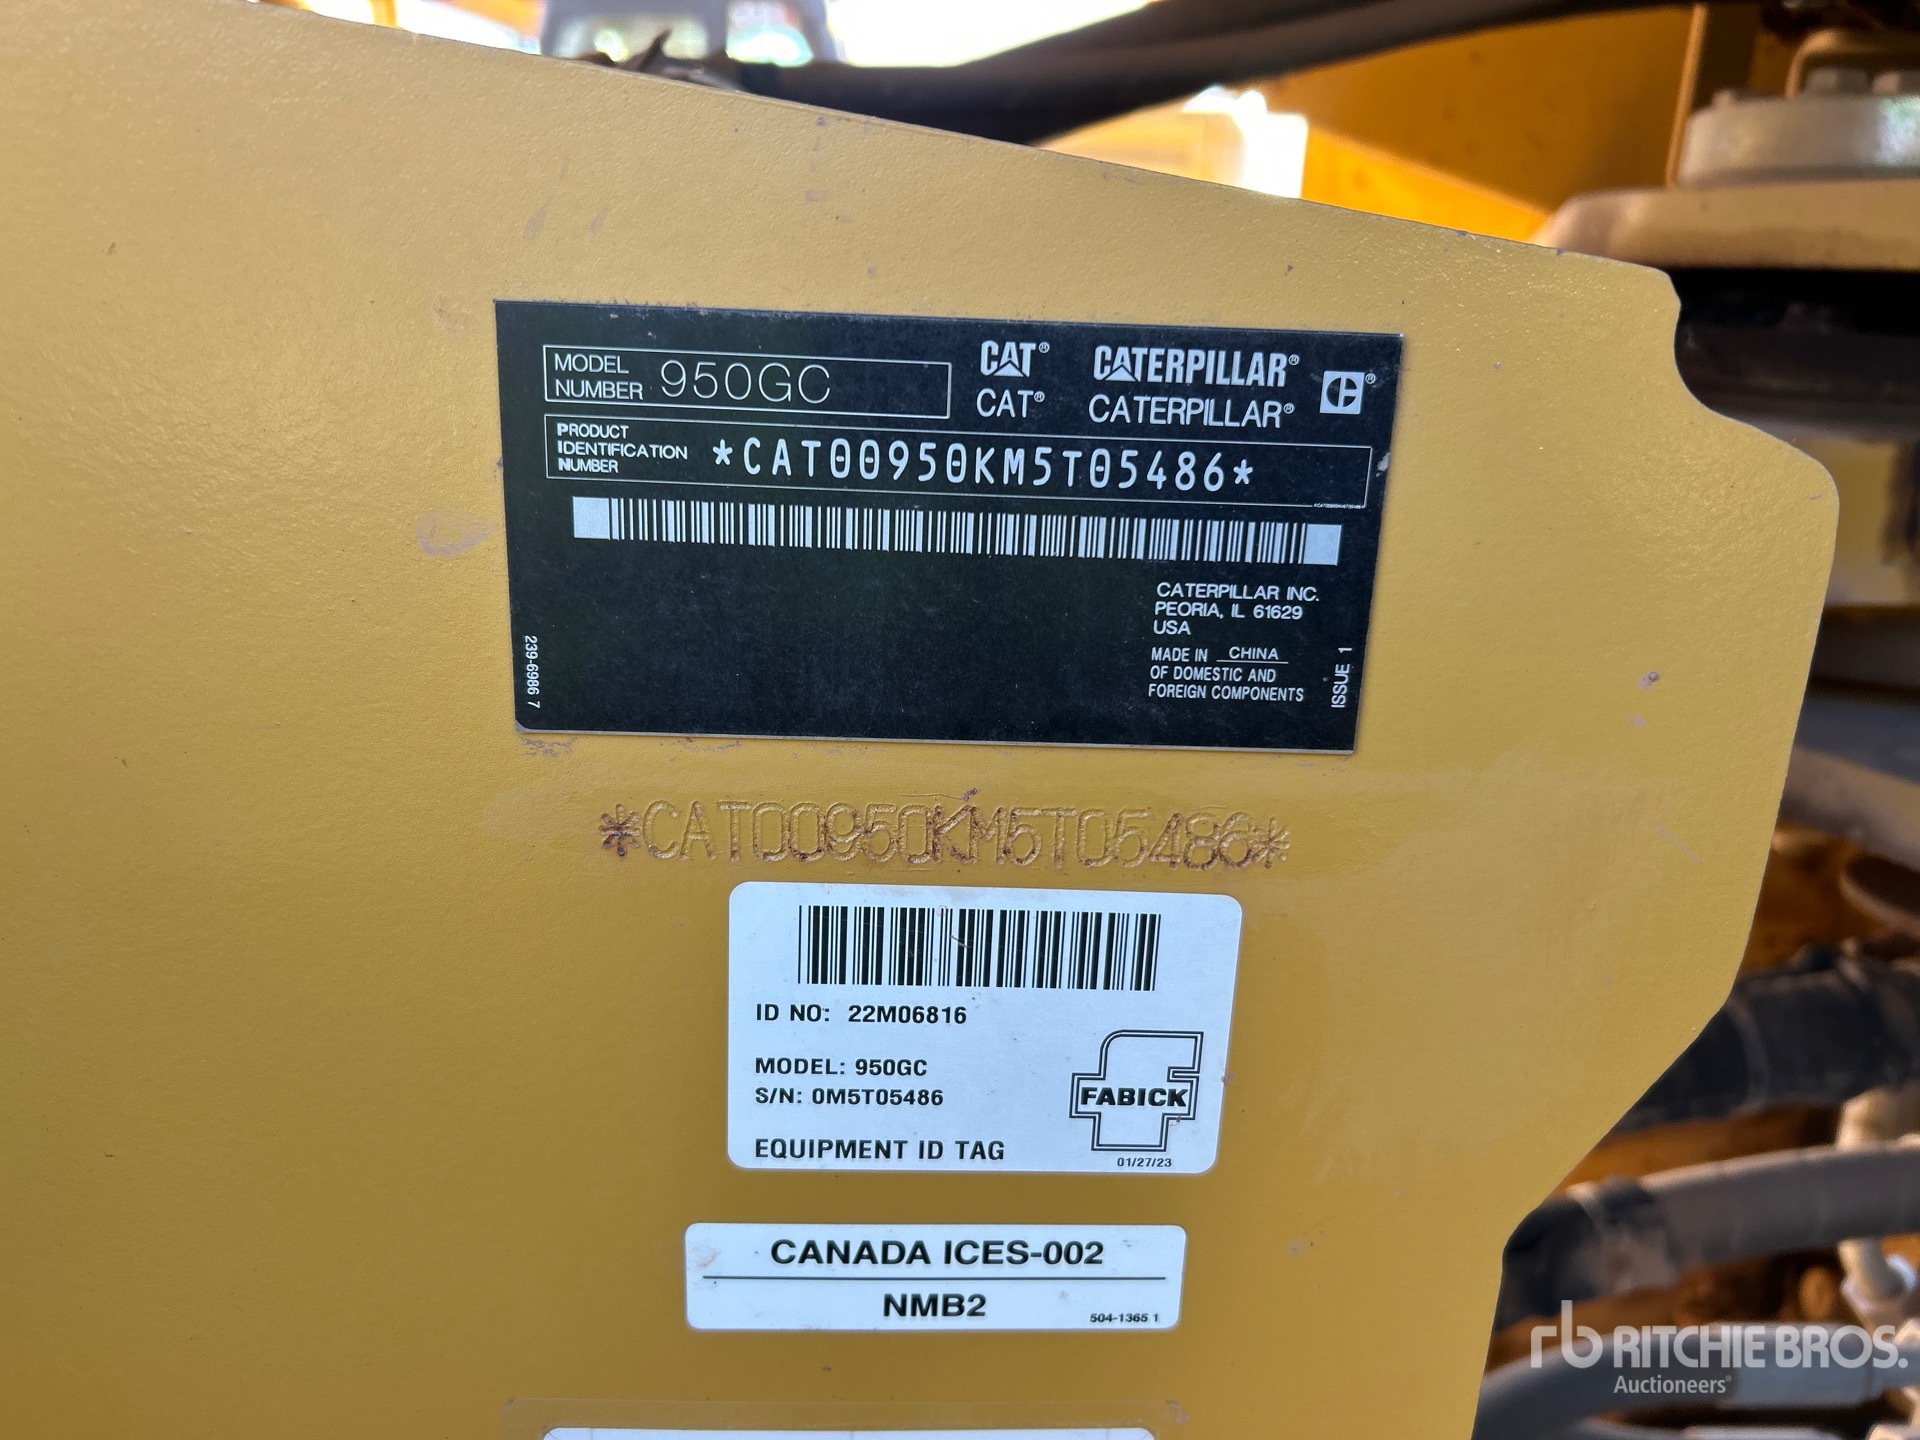 MODEL NUMBER 950GC
CAT® CATERPILLAR®
CAT® CATERPILLAR®
PRODUCT IDENTIFICATION NUMBER *CAT00950KM5T05486*
CATERPILLAR INC.
PEORIA, IL 61629
USA
MADE IN CHINA
OF DOMESTIC AND
FOREIGN COMPONENTS
239-6986 7
ISSUE 1
*CAT00950KM5T05486*
ID NO: 22M06816
MODEL: 950GC
S/N: 0M5T05486
FABICK
EQUIPMENT ID TAG
01/27/23
CANADA ICES-002
NMB2
504-1365 1
rb RITCHIE BROS.
Auctioneers®